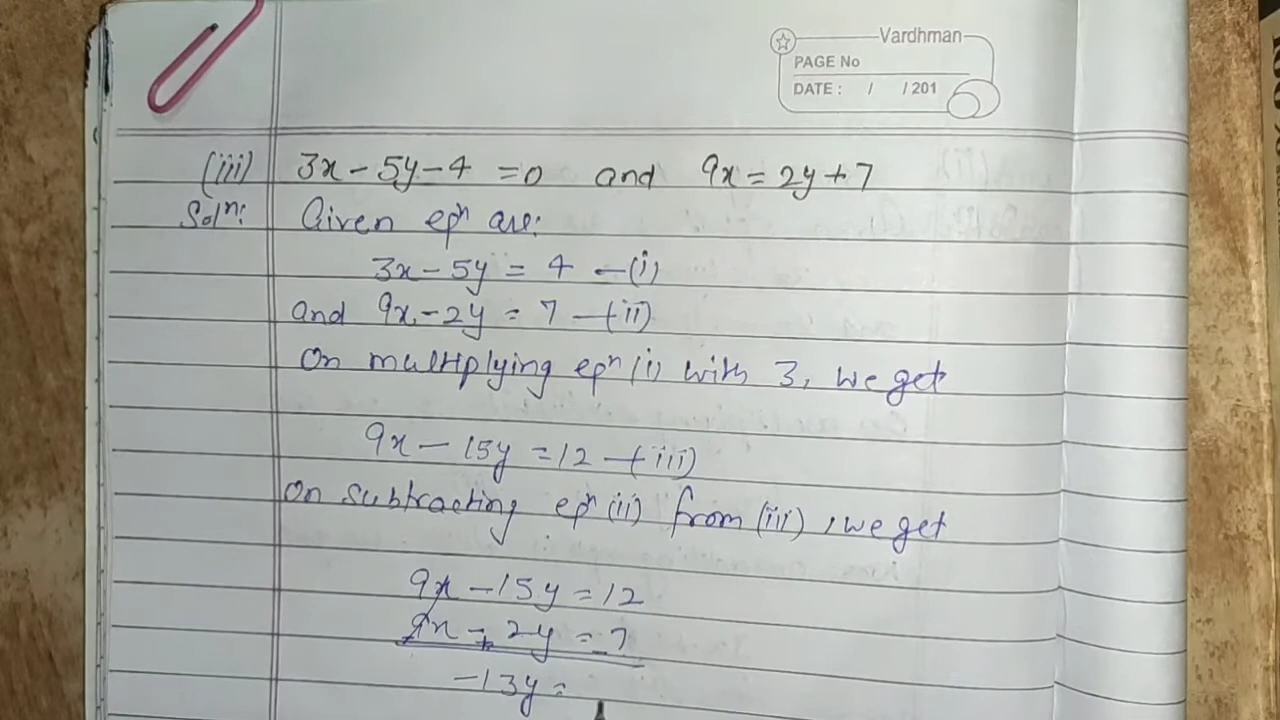 Vardhman
PAGE No
DATE : / / 201
(iii) 3x - 5y - 4 = 0 and 9x = 2y + 7
Solⁿ: Given eqⁿ are:
3x - 5y = 4 —(i)
and 9x - 2y = 7 —(ii)
On multiplying eqⁿ (i) with 3, we get
9x - 15y = 12 —(iii)
On subtracting eqⁿ (ii) from (iii), we get
9x - 15y = 12
9x - 2y = 7
+ -
-13y =